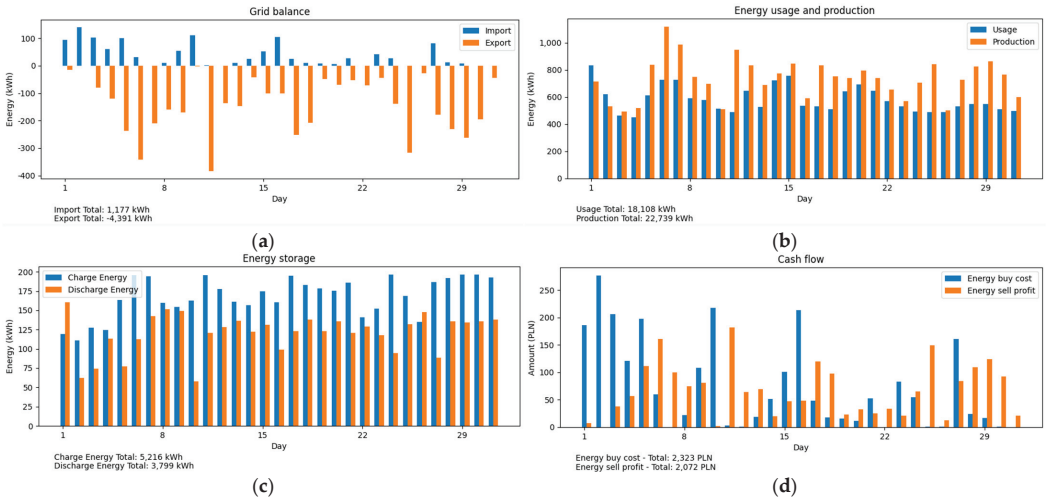 Grid balance
Import
Export
Energy (kWh)
100
0
-100
-200
-300
-400
1
8
15
22
29
Day
Import Total: 1,177 kWh
Export Total: -4,391 kWh
(a)
Energy usage and production
Usage
Production
Energy (kWh)
1,000
800
600
400
200
0
1
8
15
22
29
Day
Usage Total: 18,108 kWh
Production Total: 22,739 kWh
(b)
Energy storage
Charge Energy
Discharge Energy
Energy (kWh)
200
175
150
125
100
75
50
25
0
1
8
15
22
29
Day
Charge Energy Total: 5,216 kWh
Discharge Energy Total: 3,799 kWh
(c)
Cash flow
Energy buy cost
Energy sell profit
Amount (PLN)
250
200
150
100
50
0
1
8
15
22
29
Day
Energy buy cost - Total: 2,323 PLN
Energy sell profit - Total: 2,072 PLN
(d)